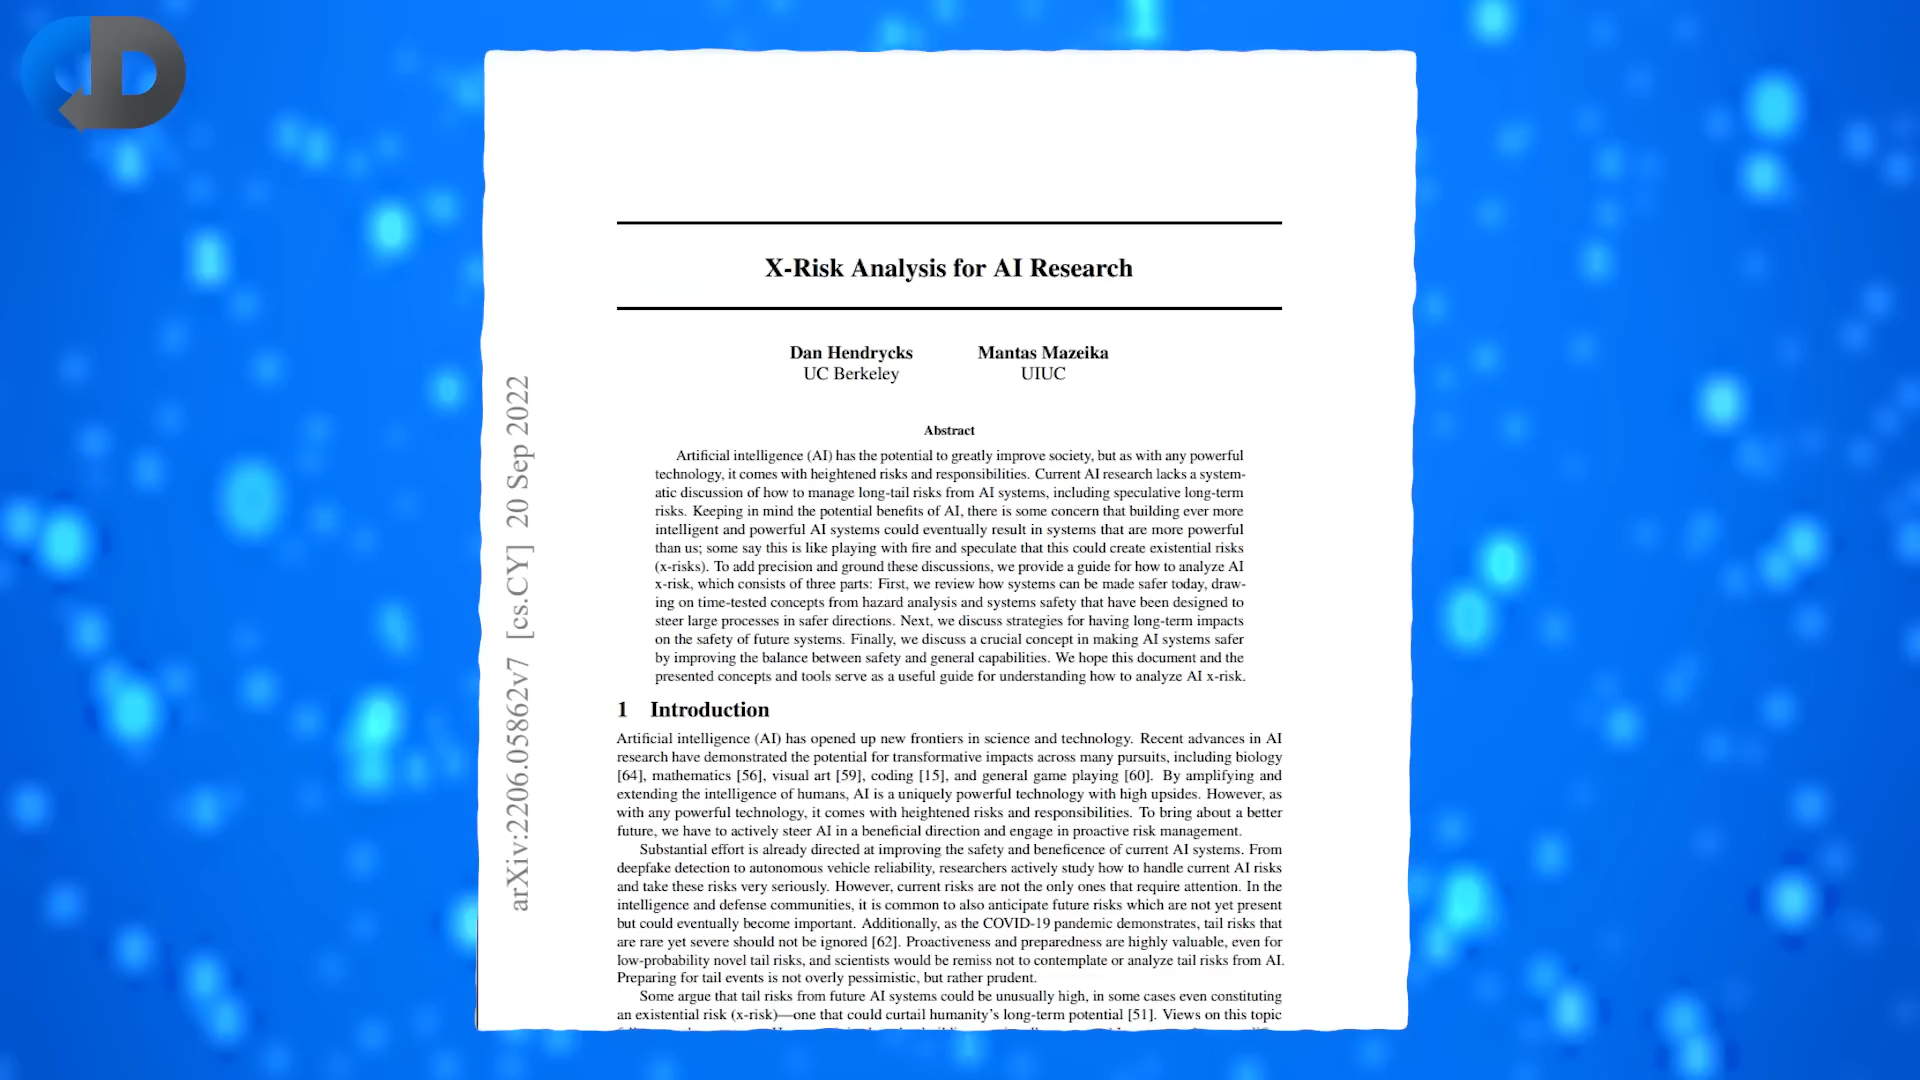 X-Risk Analysis for AI Research
Dan Hendrycks
UC Berkeley
Mantas Mazeika
UIUC
arXiv:2206.05862v7 [cs.CY] 20 Sep 2022
Abstract
Artificial intelligence (AI) has the potential to greatly improve society, but as with any powerful
technology, it comes with heightened risks and responsibilities. Current AI research lacks a system-
atic discussion of how to manage long-tail risks from AI systems, including speculative long-term
risks. Keeping in mind the potential benefits of AI, there is some concern that building ever more
intelligent and powerful AI systems could eventually result in systems that are more powerful
than us; some say this is like playing with fire and speculate that this could create existential risks
(x-risks). To add precision and ground these discussions, we provide a guide for how to analyze AI
x-risk, which consists of three parts: First, we review how systems can be made safer today, draw-
ing on time-tested concepts from hazard analysis and systems safety that have been designed to
steer large processes in safer directions. Next, we discuss strategies for having long-term impacts
on the safety of future systems. Finally, we discuss a crucial concept in making AI systems safer
by improving the balance between safety and general capabilities. We hope this document and the
presented concepts and tools serve as a useful guide for understanding how to analyze AI x-risk.
1 Introduction
Artificial intelligence (AI) has opened up new frontiers in science and technology. Recent advances in AI
research have demonstrated the potential for transformative impacts across many pursuits, including biology
[64], mathematics [56], visual art [59], coding [15], and general game playing [60]. By amplifying and
extending the intelligence of humans, AI is a uniquely powerful technology with high upsides. However, as
with any powerful technology, it comes with heightened risks and responsibilities. To bring about a better
future, we have to actively steer AI in a beneficial direction and engage in proactive risk management.
Substantial effort is already directed at improving the safety and beneficence of current AI systems. From
deepfake detection to autonomous vehicle reliability, researchers actively study how to handle current AI risks
and take these risks very seriously. However, current risks are not the only ones that require attention. In the
intelligence and defense communities, it is common to also anticipate future risks which are not yet present
but could eventually become important. Additionally, as the COVID-19 pandemic demonstrates, tail risks that
are rare yet severe should not be ignored [62]. Proactiveness and preparedness are highly valuable, even for
low-probability novel tail risks, and scientists would be remiss not to contemplate or analyze tail risks from AI.
Preparing for tail events is not overly pessimistic, but rather prudent.
Some argue that tail risks from future AI systems could be unusually high, in some cases even constituting
an existential risk (x-risk)—one that could curtail humanity's long-term potential [51]. Views on this topic